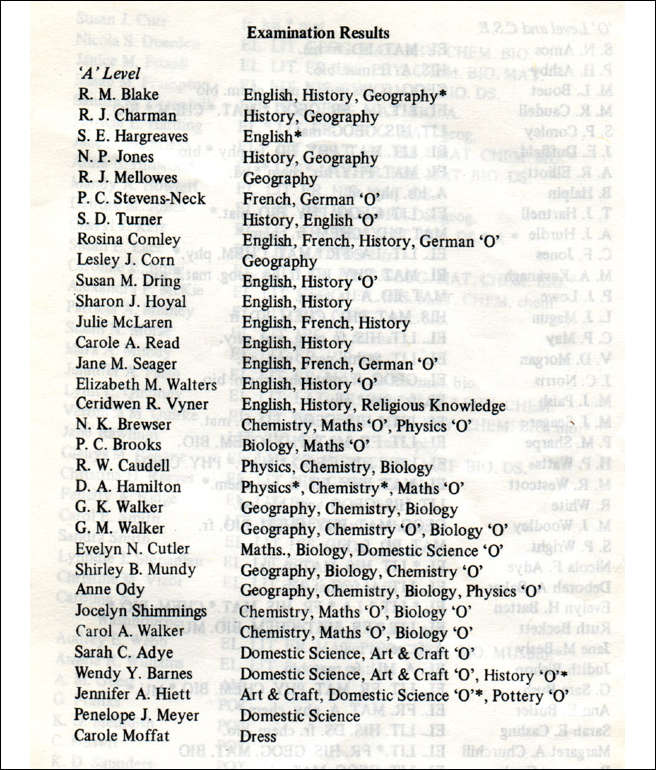 Examination Results
'A' Level
R. M. Blake English, History, Geography*
R. J. Charman History, Geography
S. E. Hargreaves English*
N. P. Jones History, Geography
R. J. Mellowes Geography
P. C. Stevens-Neck French, German 'O'
S. D. Turner History, English 'O'
Rosina Comley English, French, History, German 'O'
Lesley J. Corn Geography
Susan M. Dring English, History 'O'
Sharon J. Hoyal English, History
Julie McLaren English, French, History
Carole A. Read English, History
Jane M. Seager English, French, German 'O'
Elizabeth M. Walters English, History 'O'
Ceridwen R. Vyner English, History, Religious Knowledge
N. K. Brewser Chemistry, Maths 'O', Physics 'O'
P. C. Brooks Biology, Maths 'O'
R. W. Caudell Physics, Chemistry, Biology
D. A. Hamilton Physics*, Chemistry*, Maths 'O'
G. K. Walker Geography, Chemistry, Biology
G. M. Walker Geography, Chemistry 'O', Biology 'O'
Evelyn N. Cutler Maths., Biology, Domestic Science 'O'
Shirley B. Mundy Geography, Biology, Chemistry 'O'
Anne Ody Geography, Chemistry, Biology, Physics 'O'
Jocelyn Shimmings Chemistry, Maths 'O', Biology 'O'
Carol A. Walker Chemistry, Maths 'O', Biology 'O'
Sarah C. Adye Domestic Science, Art & Craft 'O'
Wendy Y. Barnes Domestic Science, Art & Craft 'O', History 'O'*
Jennifer A. Hiett Art & Craft, Domestic Science 'O'*, Pottery 'O'
Penelope J. Meyer Domestic Science
Carole Moffat Dress